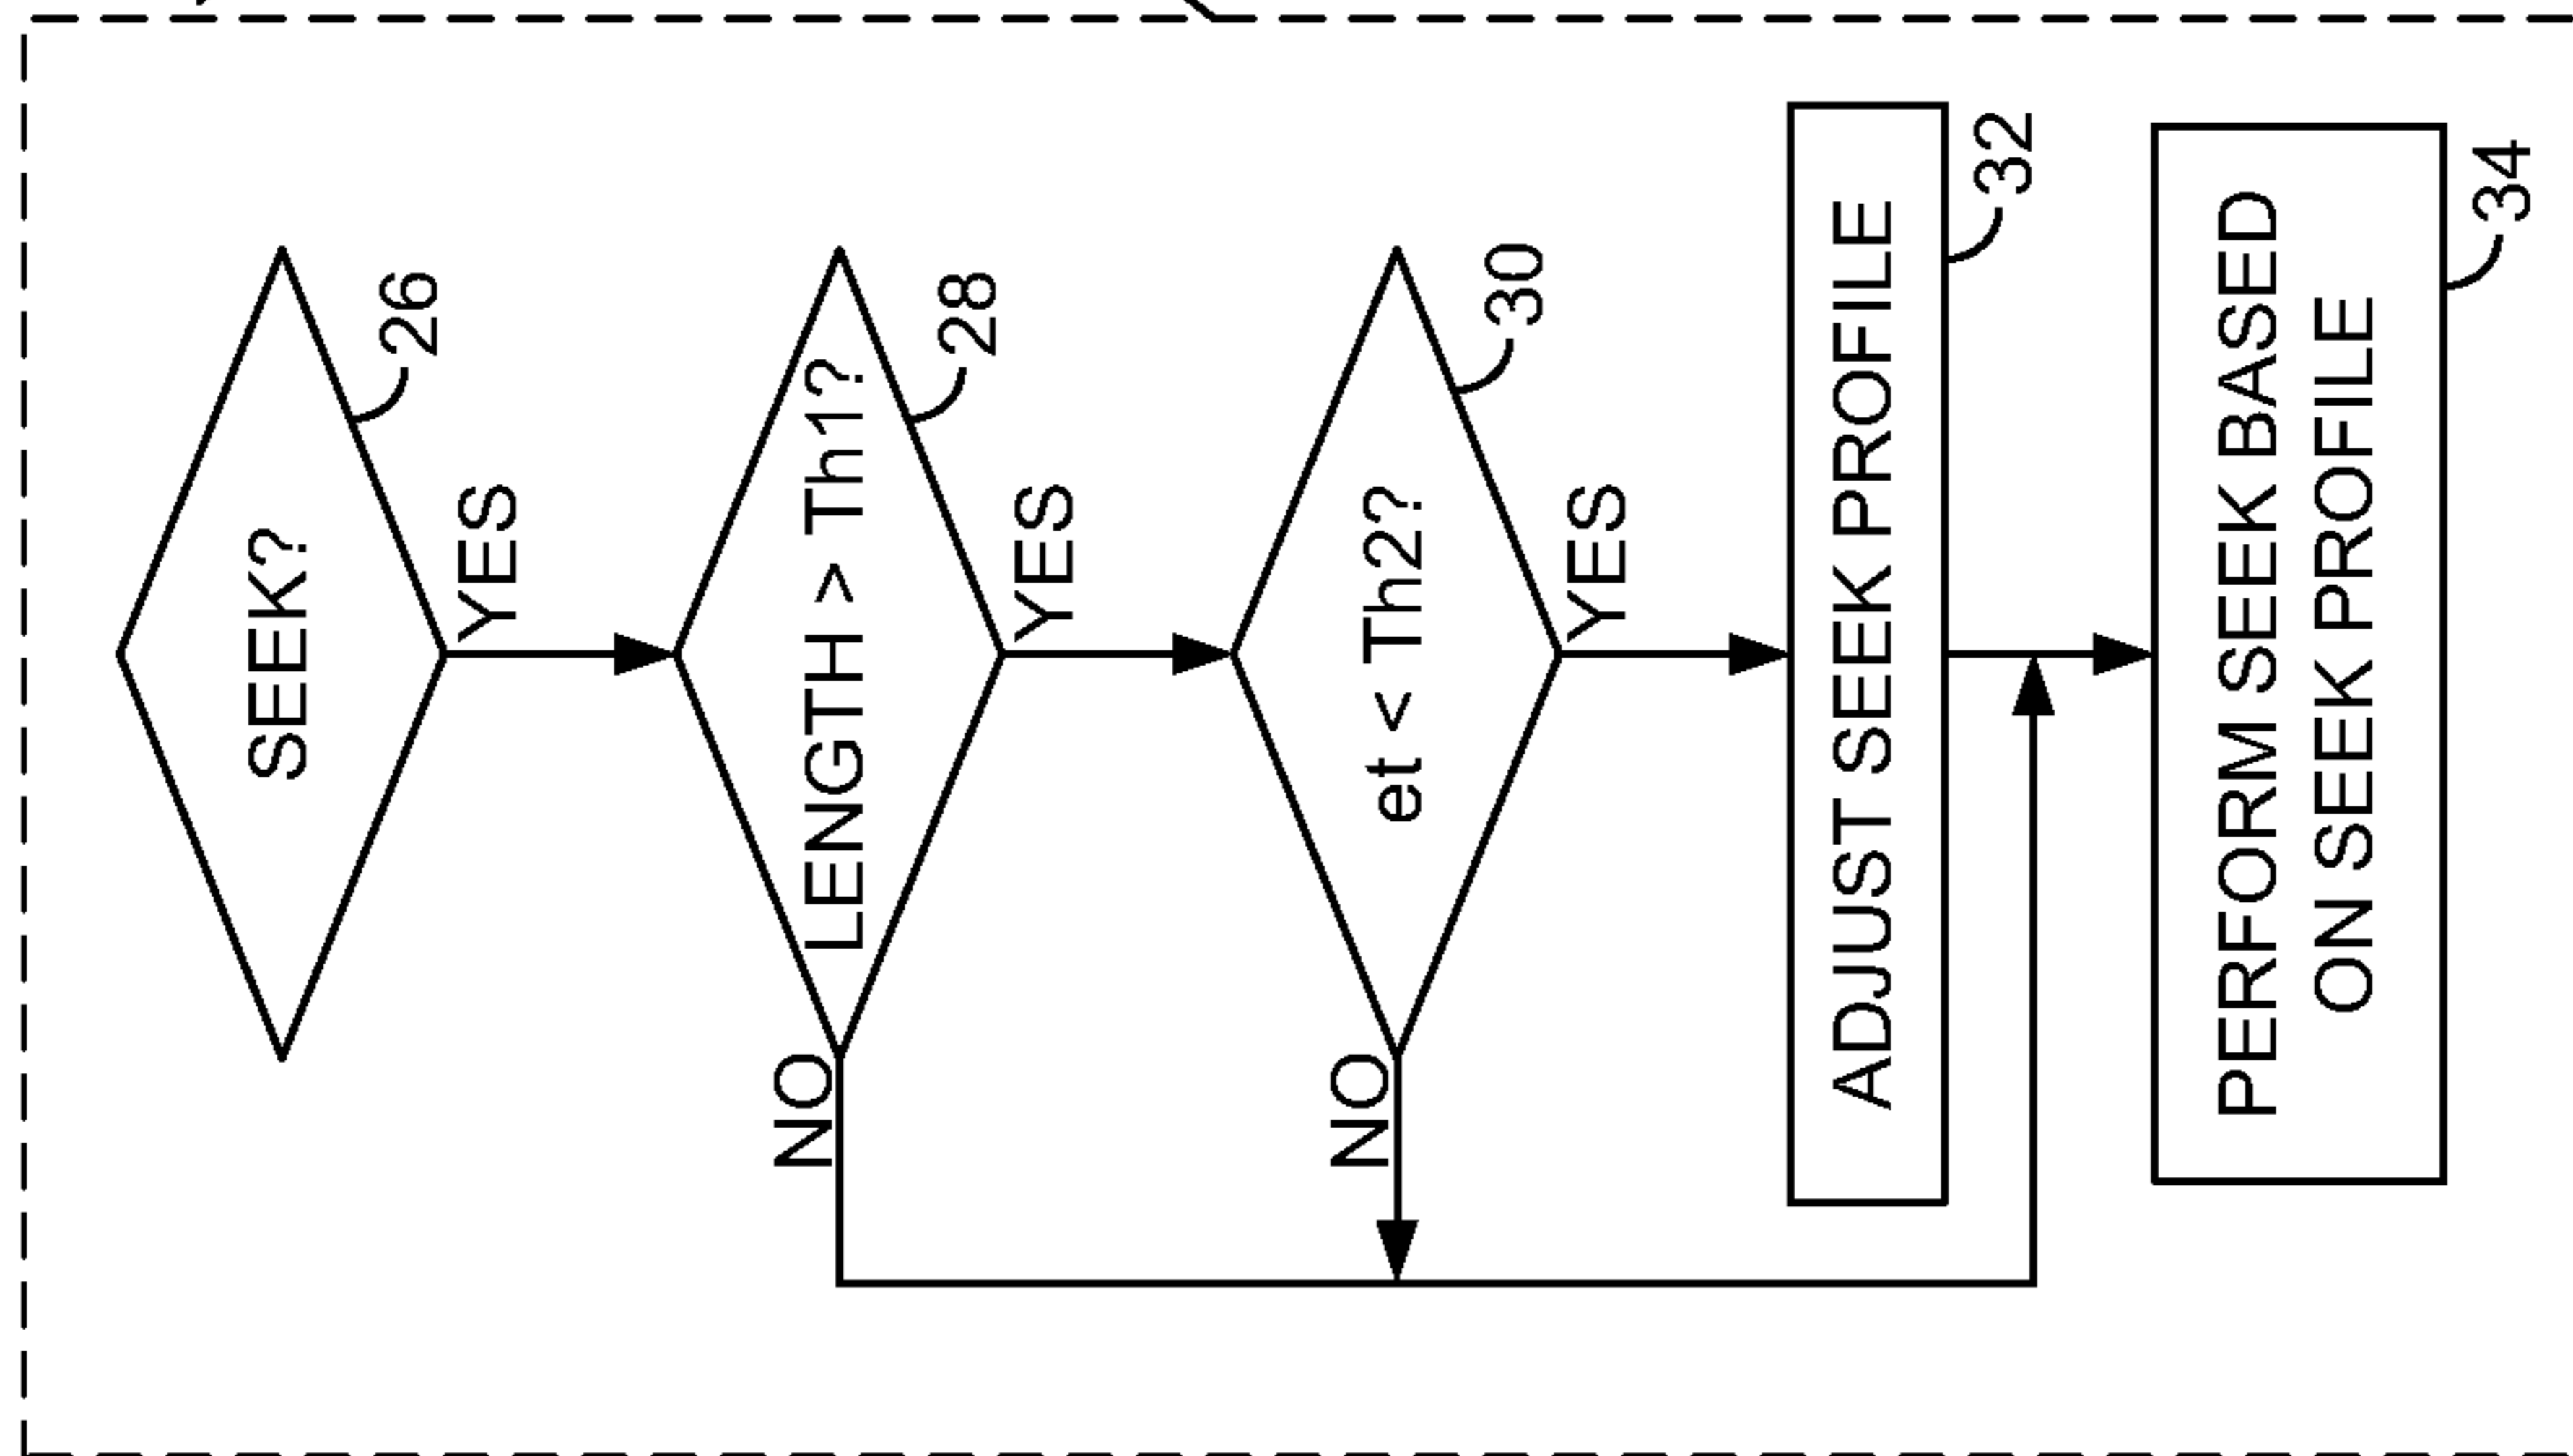 SEEK?
26
YES
LENGTH > Th1?
28
NO
YES
et < Th2?
30
NO
YES
ADJUST SEEK PROFILE
32
PERFORM SEEK BASED
ON SEEK PROFILE
34